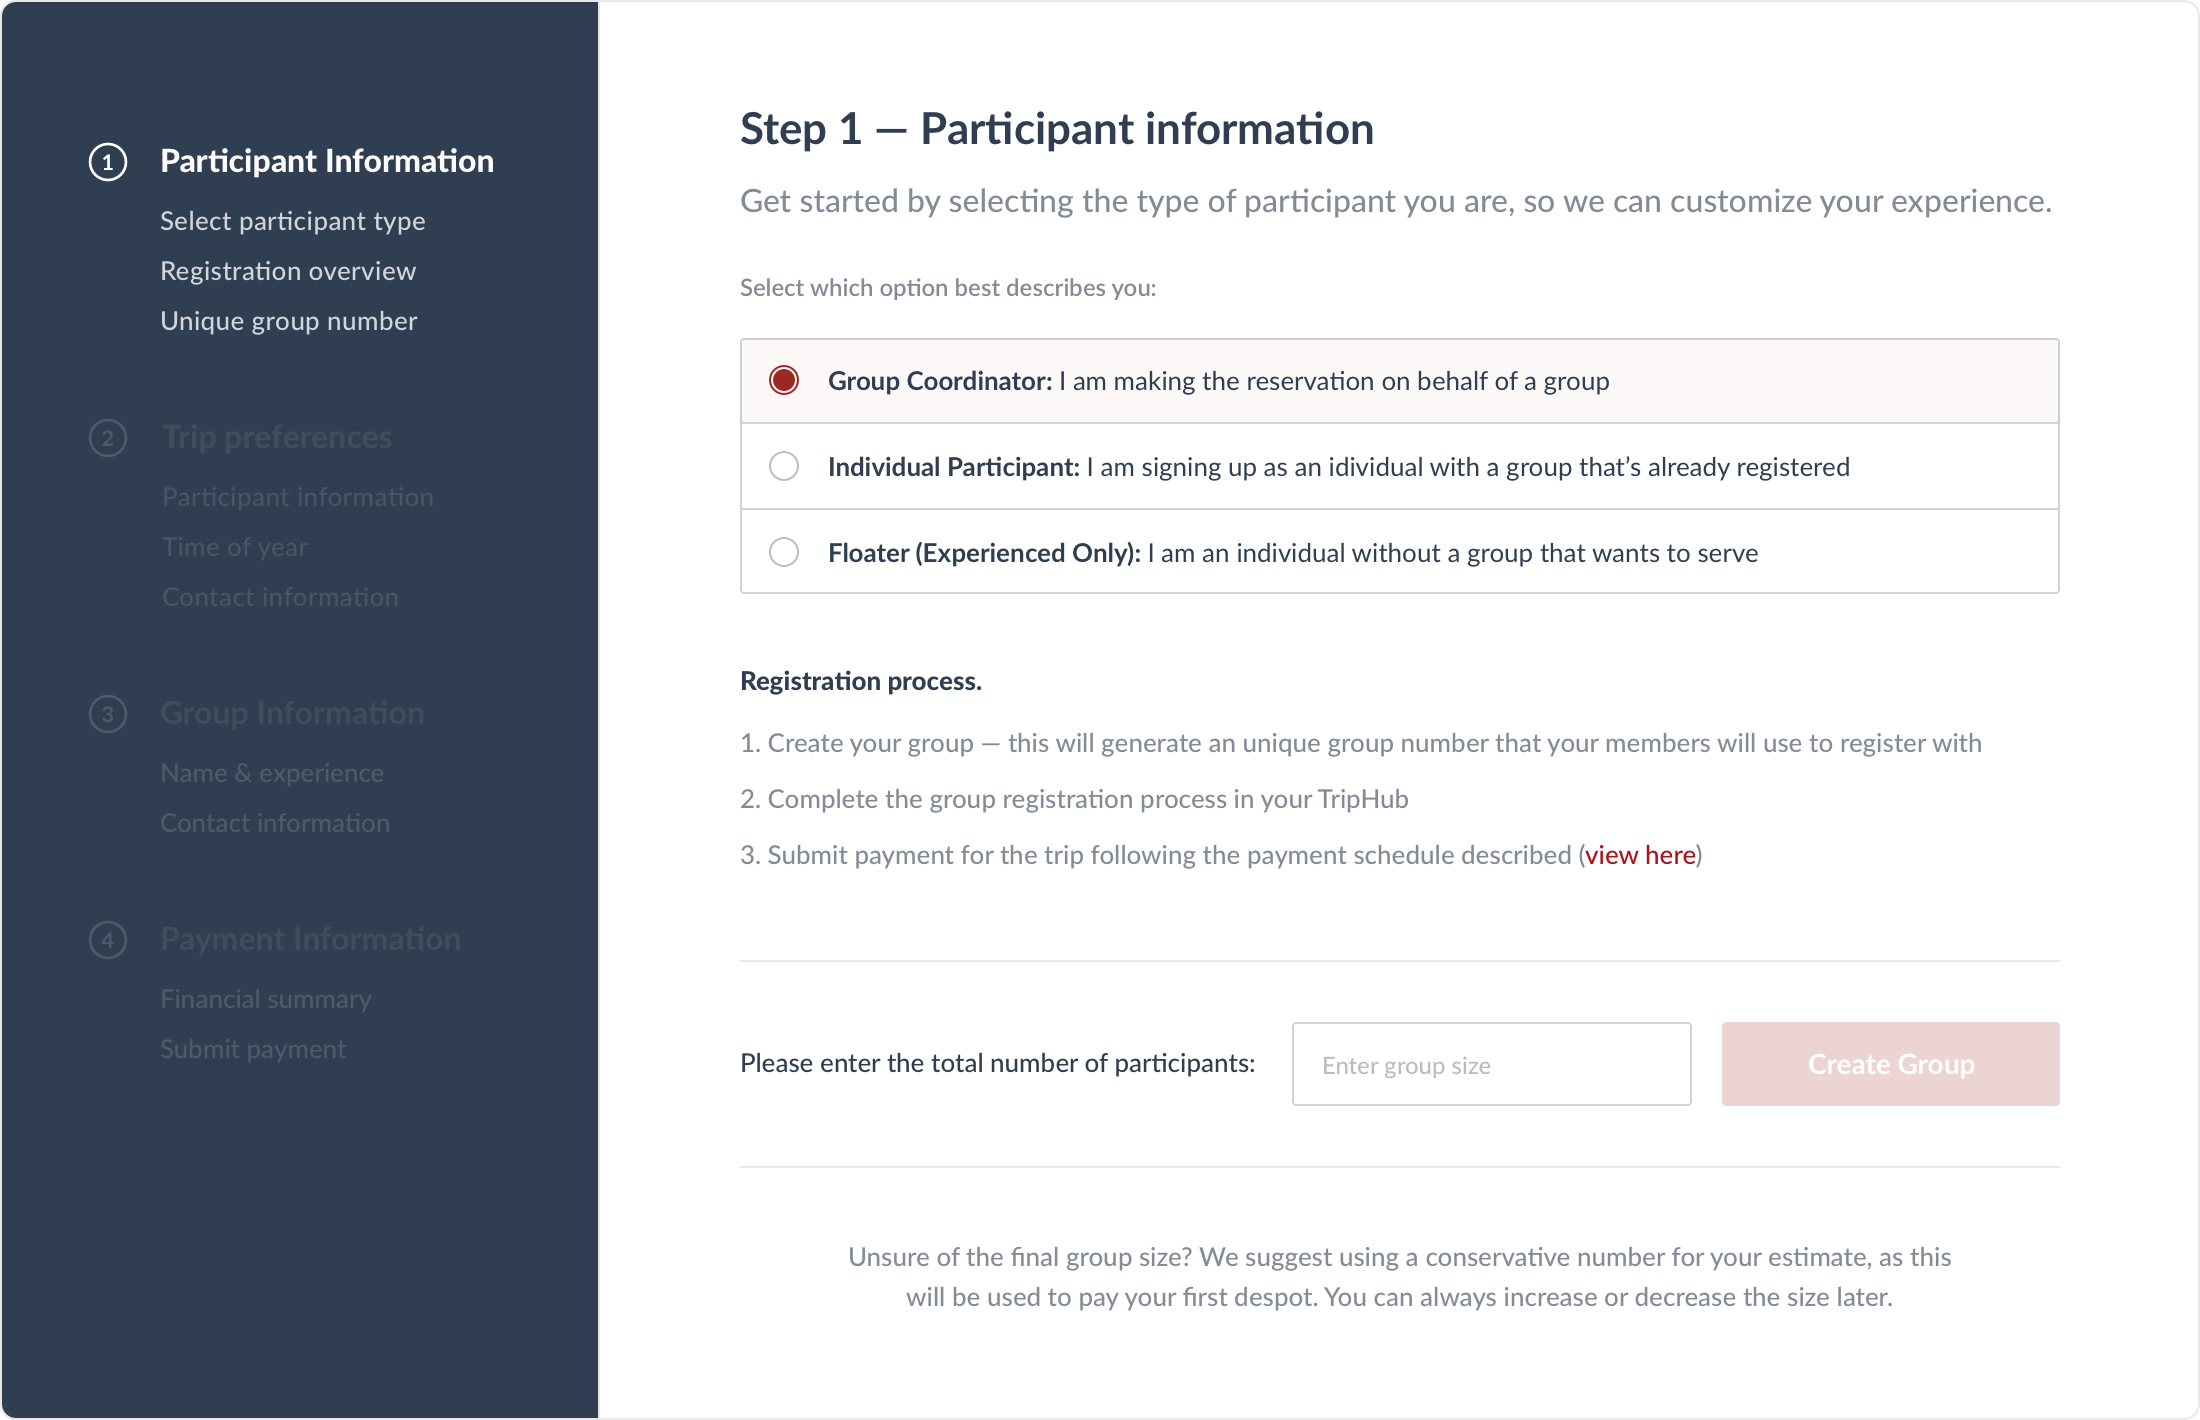 1 Participant Information
Select participant type
Registration overview
Unique group number
2 Trip preferences
Participant information
Time of year
Contact information
3 Group Information
Name & experience
Contact information
4 Payment Information
Financial summary
Submit payment
Step 1 — Participant information
Get started by selecting the type of participant you are, so we can customize your experience.
Select which option best describes you:
Group Coordinator: I am making the reservation on behalf of a group
Individual Participant: I am signing up as an idividual with a group that’s already registered
Floater (Experienced Only): I am an individual without a group that wants to serve
Registration process.
1. Create your group — this will generate an unique group number that your members will use to register with
2. Complete the group registration process in your TripHub
3. Submit payment for the trip following the payment schedule described (view here)
Please enter the total number of participants: Enter group size Create Group
Unsure of the final group size? We suggest using a conservative number for your estimate, as this
will be used to pay your first despot. You can always increase or decrease the size later.